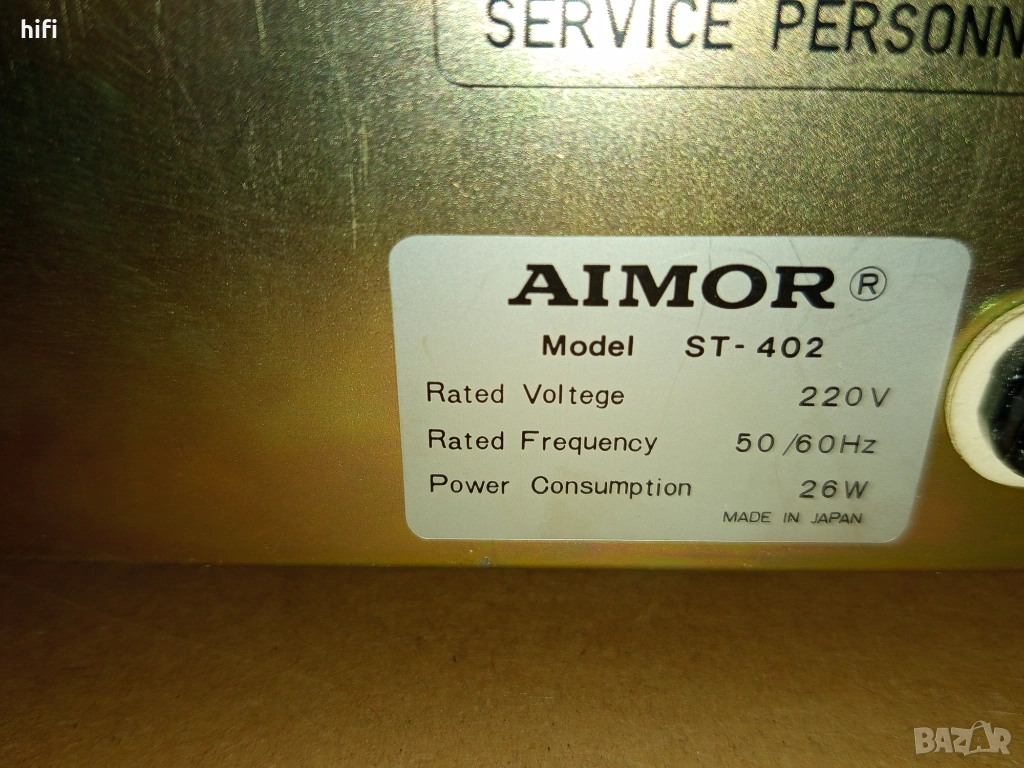 hifi
SERVICE PERSONN
AIMOR ®
Model ST-402
Rated Voltege 220V
Rated Frequency 50/60Hz
Power Consumption 26W
MADE IN JAPAN
BAZAR